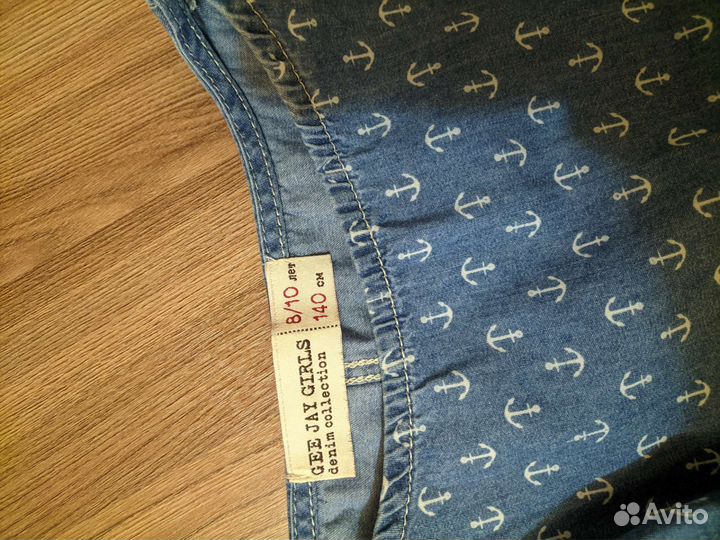 GEE JAY GIRLS
denim collection
8/10 лет
140 см
Avito